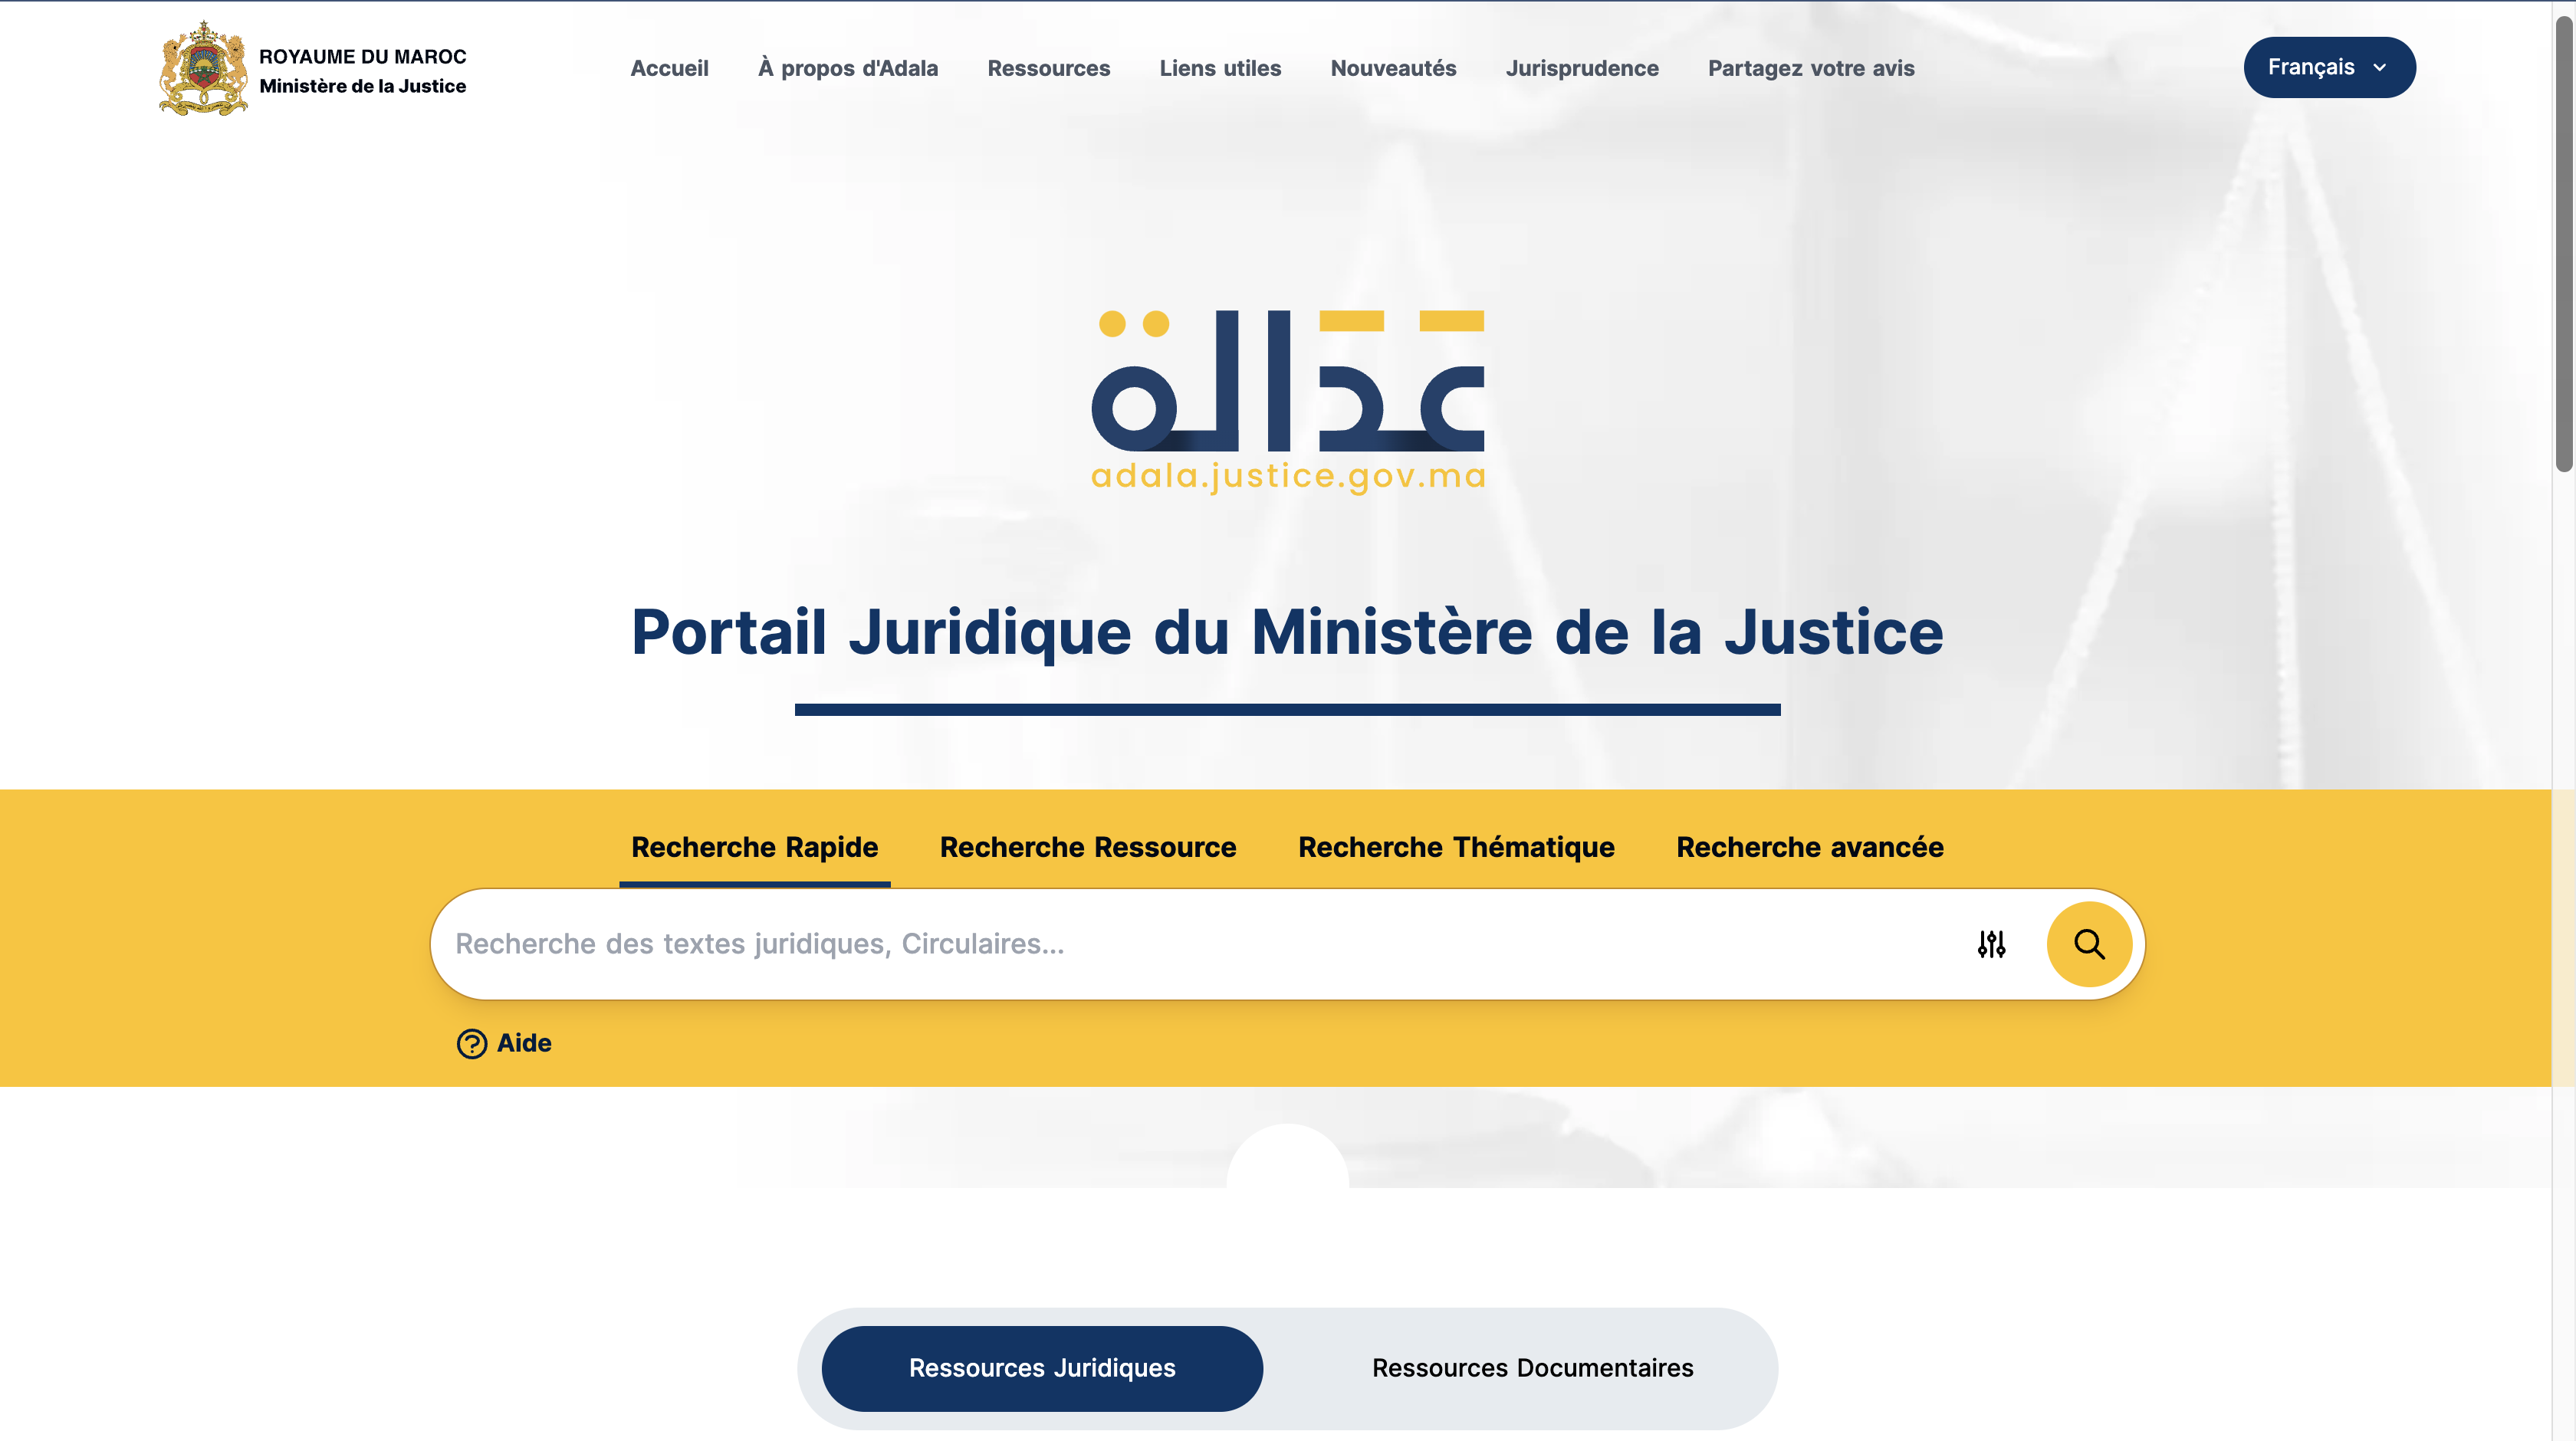 ROYAUME DU MAROC
Ministère de la Justice
Accueil
À propos d'Adala
Ressources
Liens utiles
Nouveautés
Jurisprudence
Partagez votre avis
Français
عدالة
adala.justice.gov.ma
Portail Juridique du Ministère de la Justice
Recherche Rapide
Recherche Ressource
Recherche Thématique
Recherche avancée
Recherche des textes juridiques, Circulaires...
Aide
Ressources Juridiques
Ressources Documentaires